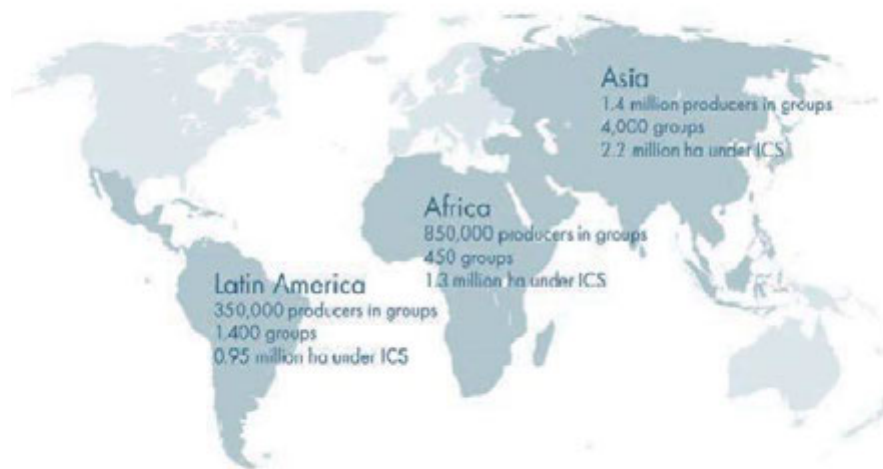 Asia
1.4 million producers in groups
4,000 groups
2.2 million ha under ICS
Africa
850,000 producers in groups
450 groups
1.3 million ha under ICS
Latin America
350,000 producers in groups
1.400 groups
0.95 million ha under ICS